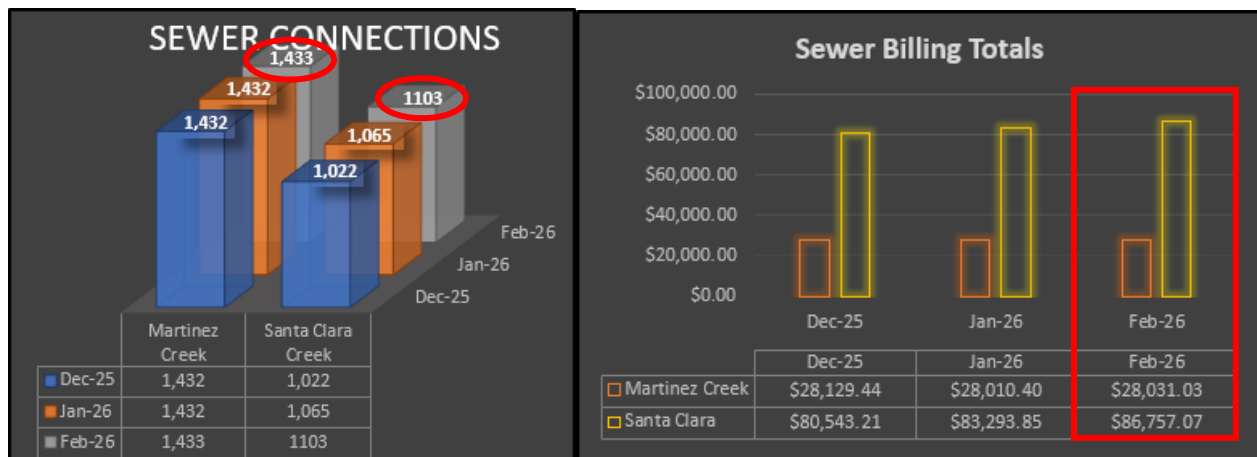 SEWER CONNECTIONS
1,433
1103
1,432
1,065
1,432
1,022
Feb-26
Jan-26
Dec-25
Martinez Creek Santa Clara Creek
Dec-25 1,432 1,022
Jan-26 1,432 1,065
Feb-26 1,433 1103
Sewer Billing Totals
$100,000.00
$80,000.00
$60,000.00
$40,000.00
$20,000.00
$0.00
Dec-25 Jan-26 Feb-26
Dec-25 Jan-26 Feb-26
Martinez Creek $28,129.44 $28,010.40 $28,031.03
Santa Clara $80,543.21 $83,293.85 $86,757.07